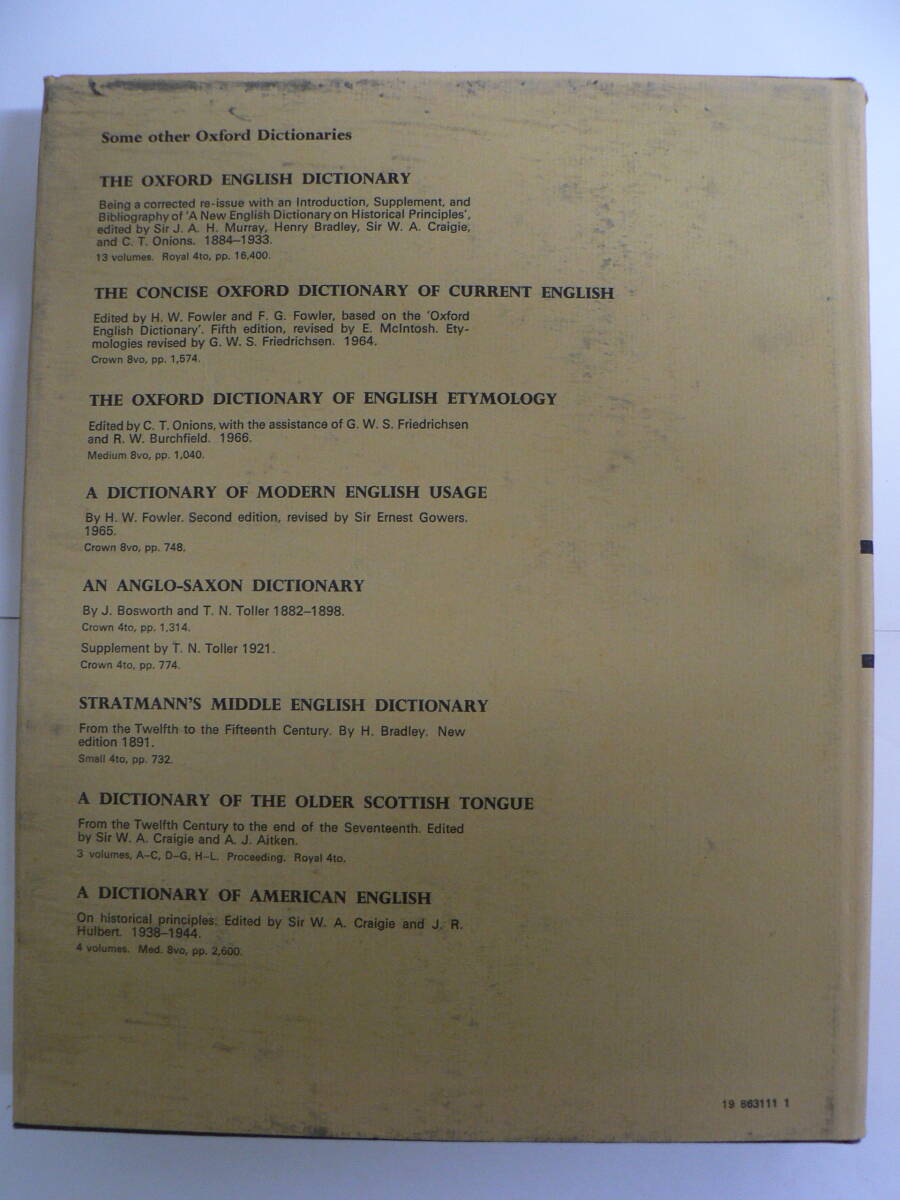 Some other Oxford Dictionaries
THE OXFORD ENGLISH DICTIONARY
Being a corrected re-issue with an Introduction, Supplement, and
Bibliography of 'A New English Dictionary on Historical Principles',
edited by Sir J. A. H. Murray, Henry Bradley, Sir W. A. Craigie,
and C. T. Onions. 1884–1933.
13 volumes. Royal 4to, pp. 16,400.
THE CONCISE OXFORD DICTIONARY OF CURRENT ENGLISH
Edited by H. W. Fowler and F. G. Fowler, based on the 'Oxford
English Dictionary'. Fifth edition, revised by E. McIntosh. Ety-
mologies revised by G. W. S. Friedrichsen. 1964.
Crown 8vo, pp. 1,574.
THE OXFORD DICTIONARY OF ENGLISH ETYMOLOGY
Edited by C. T. Onions, with the assistance of G. W. S. Friedrichsen
and R. W. Burchfield. 1966.
Medium 8vo, pp. 1,040.
A DICTIONARY OF MODERN ENGLISH USAGE
By H. W. Fowler. Second edition, revised by Sir Ernest Gowers.
1965.
Crown 8vo, pp. 748.
AN ANGLO-SAXON DICTIONARY
By J. Bosworth and T. N. Toller 1882–1898.
Crown 4to, pp. 1,314.
Supplement by T. N. Toller 1921.
Crown 4to, pp. 774.
STRATMANN'S MIDDLE ENGLISH DICTIONARY
From the Twelfth to the Fifteenth Century. By H. Bradley. New
edition 1891.
Small 4to, pp. 732.
A DICTIONARY OF THE OLDER SCOTTISH TONGUE
From the Twelfth Century to the end of the Seventeenth. Edited
by Sir W. A. Craigie and A. J. Aitken.
3 volumes, A–C, D–G, H–L. Proceeding. Royal 4to.
A DICTIONARY OF AMERICAN ENGLISH
On historical principles. Edited by Sir W. A. Craigie and J. R.
Hulbert. 1938–1944.
4 volumes. Med. 8vo, pp. 2,600.
19 863111 1